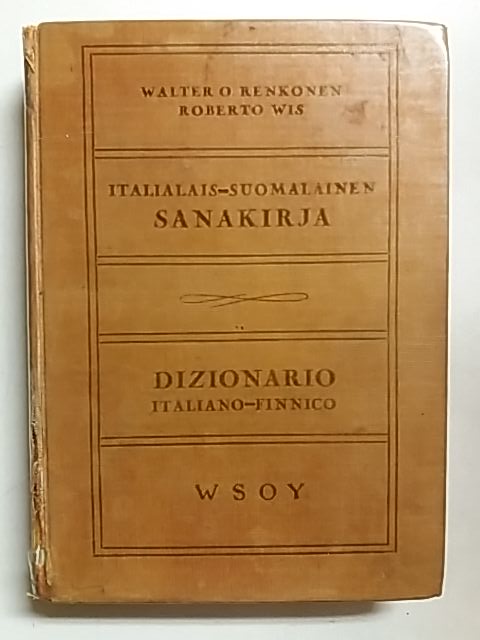 WALTER O. RENKONEN
ROBERTO WIS
ITALIALAIS-SUOMALAINEN
SANAKIRJA
DIZIONARIO
ITALIANO-FINNICO
WSOY